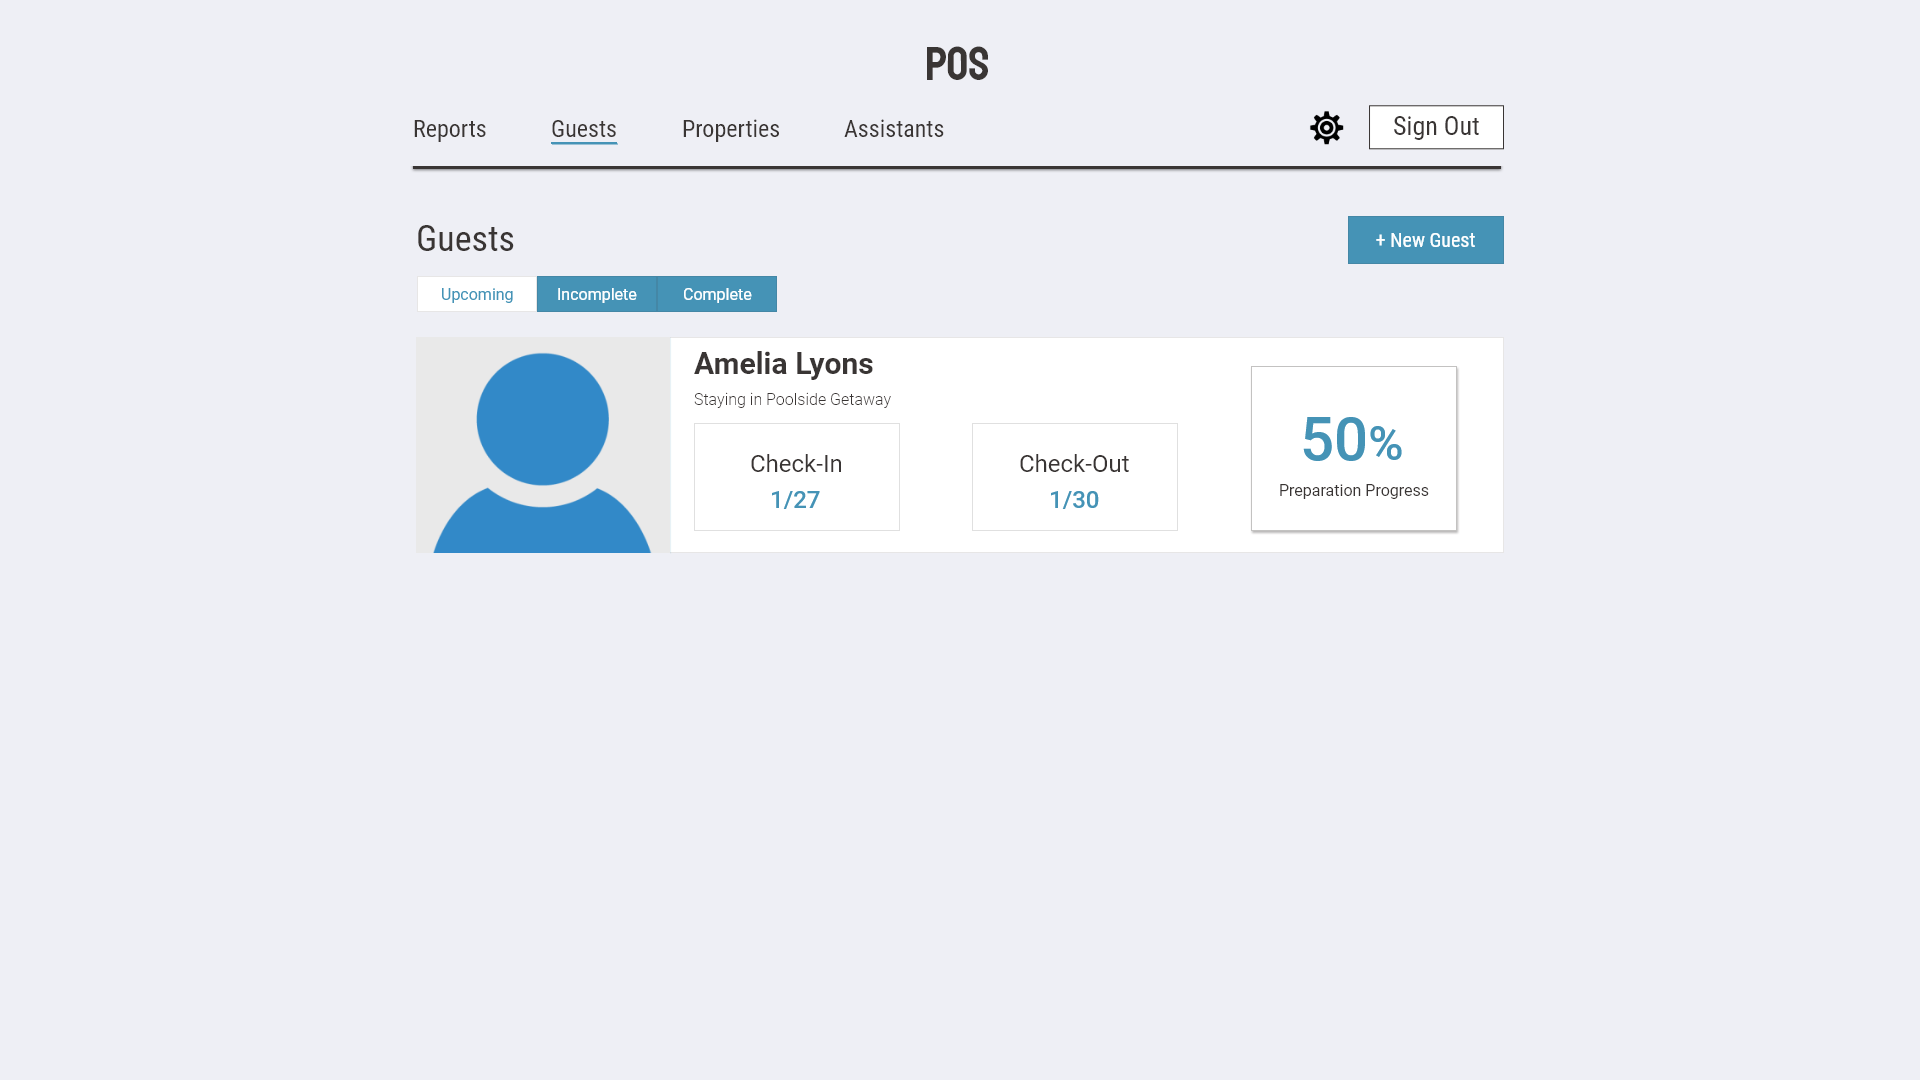 POS
Reports
Guests
Properties
Assistants
Sign Out
Guests
+ New Guest
Upcoming
Incomplete
Complete
Amelia Lyons
Staying in Poolside Getaway
Check-In
1/27
Check-Out
1/30
50%
Preparation Progress